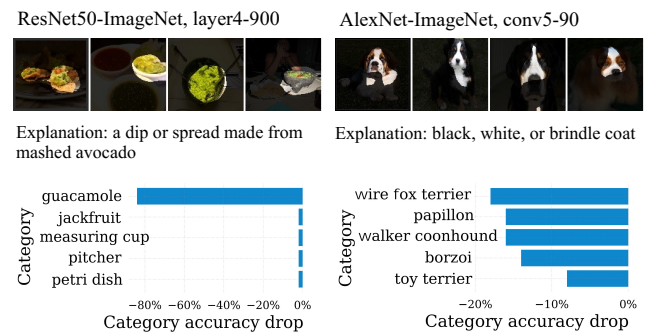 ResNet50-ImageNet, layer4-900
Explanation: a dip or spread made from
mashed avocado
Category
guacamole
jackfruit
measuring cup
pitcher
petri dish
−80% −60% −40% −20% 0%
Category accuracy drop
AlexNet-ImageNet, conv5-90
Explanation: black, white, or brindle coat
Category
wire fox terrier
papillon
walker coonhound
borzoi
toy terrier
−20% −10% 0%
Category accuracy drop